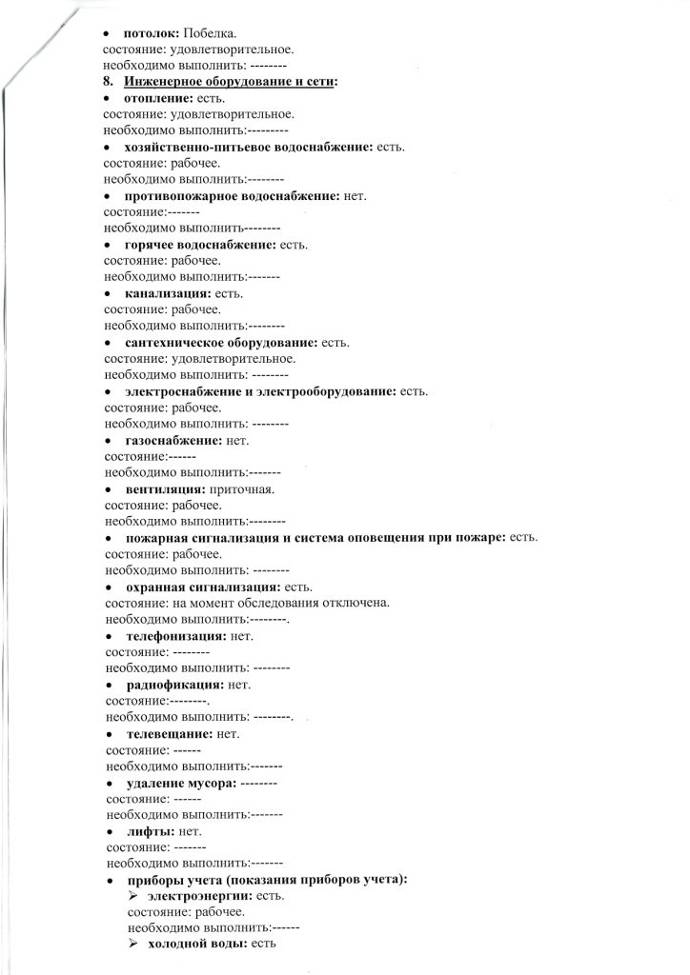 • потолок: Побелка.
состояние: удовлетворительное.
необходимо выполнить: --------
8. Инженерное оборудование и сети:
• отопление: есть.
состояние: удовлетворительное.
необходимо выполнить:---------
• хозяйственно-питьевое водоснабжение: есть.
состояние: рабочее.
необходимо выполнить:--------
• противопожарное водоснабжение: нет.
состояние:-------
необходимо выполнить--------
• горячее водоснабжение: есть.
состояние: рабочее.
необходимо выполнить:-------
• канализация: есть.
состояние: рабочее.
необходимо выполнить:--------
• сантехническое оборудование: есть.
состояние: удовлетворительное.
необходимо выполнить: --------
• электроснабжение и электрооборудование: есть.
состояние: рабочее.
необходимо выполнить: --------
• газоснабжение: нет.
состояние:------
необходимо выполнить:-------
• вентиляция: приточная.
состояние: рабочее.
необходимо выполнить:--------
• пожарная сигнализация и система оповещения при пожаре: есть.
состояние: рабочее.
необходимо выполнить: --------
• охранная сигнализация: есть.
состояние: на момент обследования отключена.
необходимо выполнить:--------.
• телефонизация: нет.
состояние: --------
необходимо выполнить: --------
• радиофикация: нет.
состояние:--------.
необходимо выполнить: --------.
• телевещание: нет.
состояние: ------
необходимо выполнить:-------
• удаление мусора: --------
состояние: ------
необходимо выполнить:-------
• лифты: нет.
состояние: -------
необходимо выполнить:-------
• приборы учета (показания приборов учета):
➢ электроэнергии: есть.
состояние: рабочее.
необходимо выполнить:------
➢ холодной воды: есть